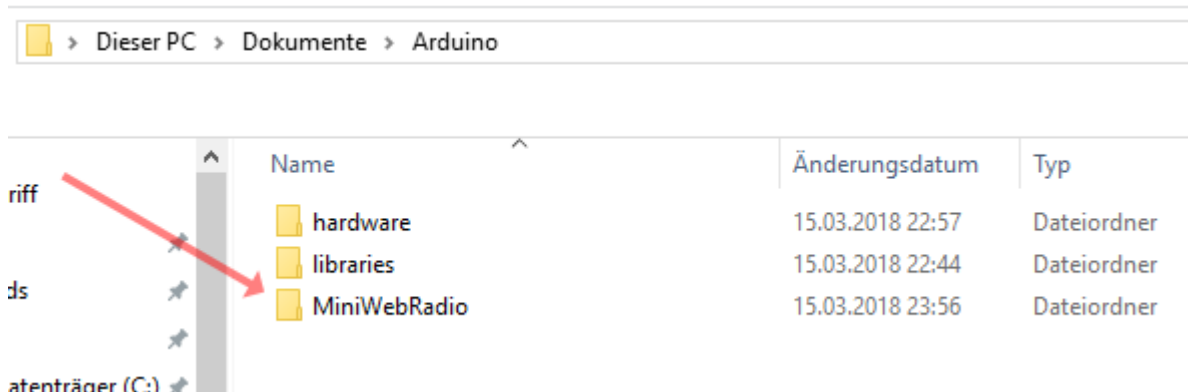 Dieser PC > Dokumente > Arduino
Name Änderungsdatum Typ
riff
hardware 15.03.2018 22:57 Dateiordner
libraries 15.03.2018 22:44 Dateiordner
ds
MiniWebRadio 15.03.2018 23:56 Dateiordner
atenträger (C:)